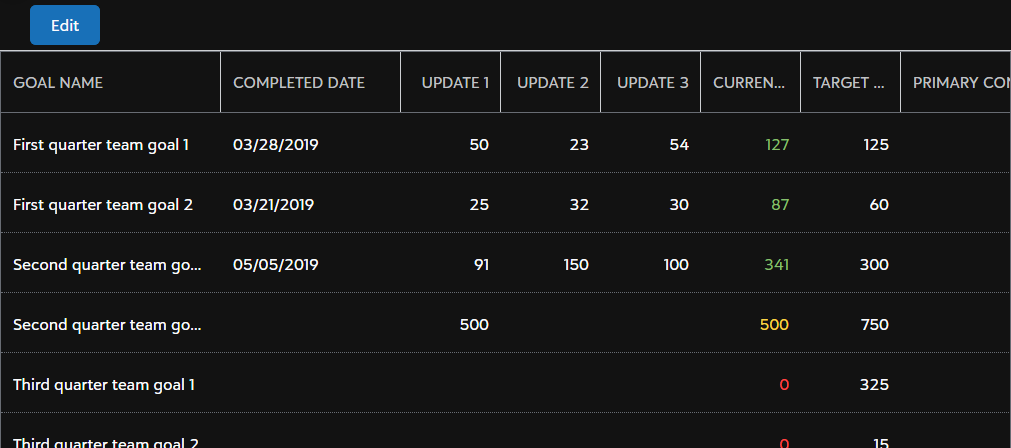 Edit
GOAL NAME COMPLETED DATE UPDATE 1 UPDATE 2 UPDATE 3 CURREN... TARGET ... PRIMARY CON
First quarter team goal 1 03/28/2019 50 23 54 127 125
First quarter team goal 2 03/21/2019 25 32 30 87 60
Second quarter team go... 05/05/2019 91 150 100 341 300
Second quarter team go... 500 500 750
Third quarter team goal 1 0 325
Third quarter team goal 2 0 15